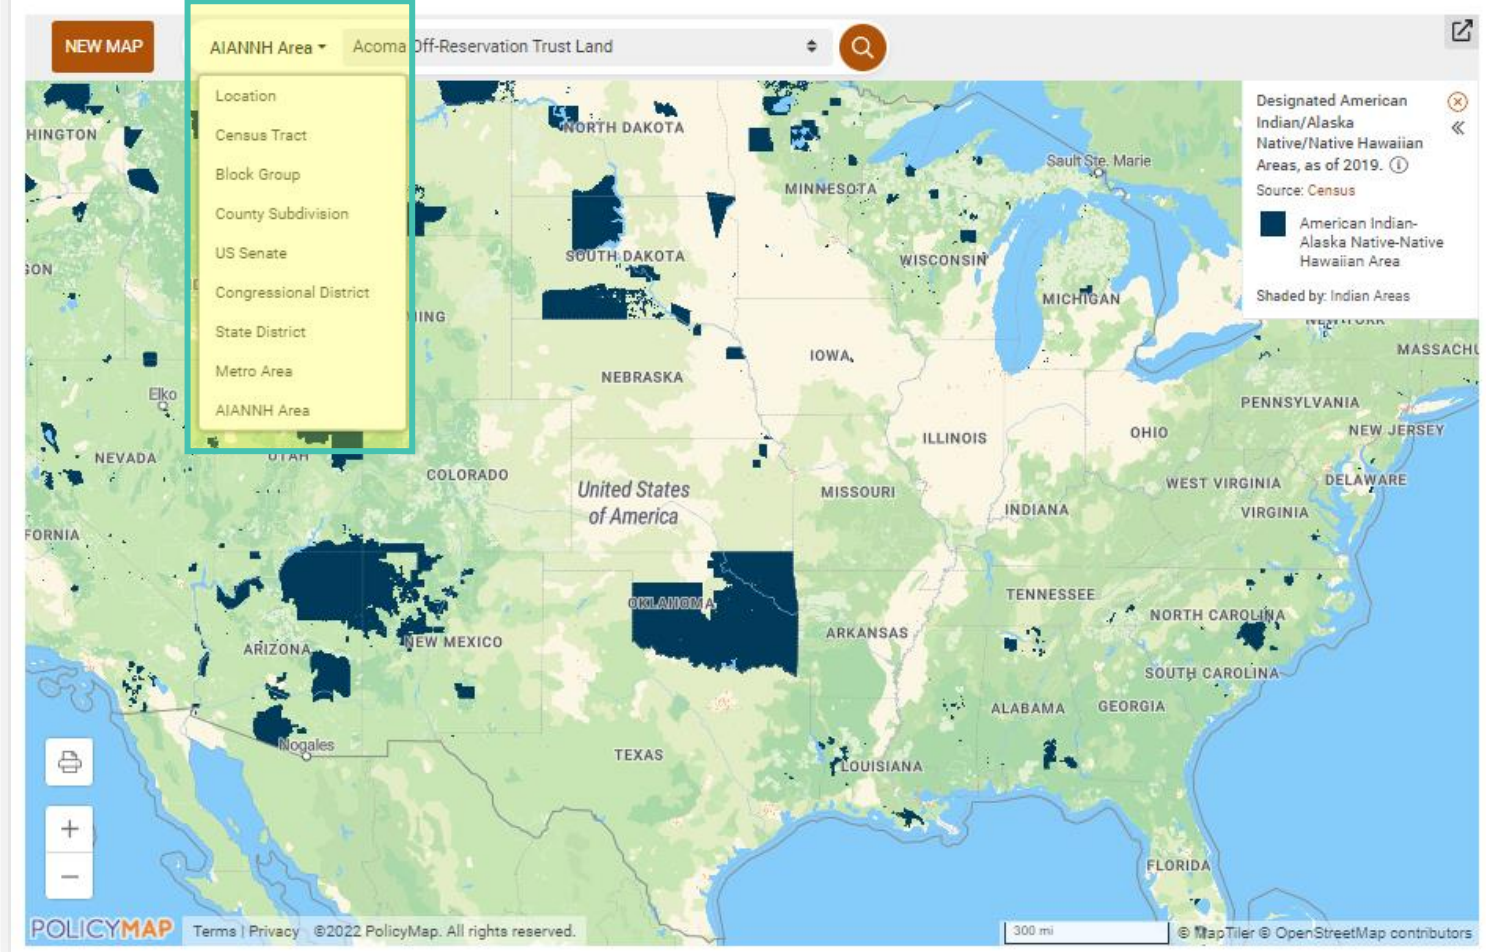 NEW MAP
AIANNH Area
Acoma Off-Reservation Trust Land
Location
Census Tract
Block Group
County Subdivision
US Senate
Congressional District
State District
Metro Area
AIANNH Area
Designated American
Indian/Alaska
Native/Native Hawaiian
Areas, as of 2019.
Source: Census
American Indian-
Alaska Native-Native
Hawaiian Area
Shaded by: Indian Areas
HINGTON
NORTH DAKOTA
MINNESOTA
Sault Ste. Marie
SOUTH DAKOTA
WISCONSIN
GON
MICHIGAN
MING
NEW YORK
IOWA
MASSACHU
NEBRASKA
Elko
PENNSYLVANIA
ILLINOIS
OHIO
NEW JERSEY
NEVADA
UTAH
COLORADO
United States
of America
MISSOURI
WEST VIRGINIA
DELAWARE
INDIANA
VIRGINIA
FORNIA
OKLAHOMA
TENNESSEE
NORTH CAROLINA
ARIZONA
NEW MEXICO
ARKANSAS
SOUTH CAROLINA
ALABAMA
GEORGIA
Nogales
TEXAS
LOUISIANA
FLORIDA
+
−
POLICYMAP
Terms | Privacy ©2022 PolicyMap. All rights reserved.
300 mi
© MapTiler © OpenStreetMap contributors